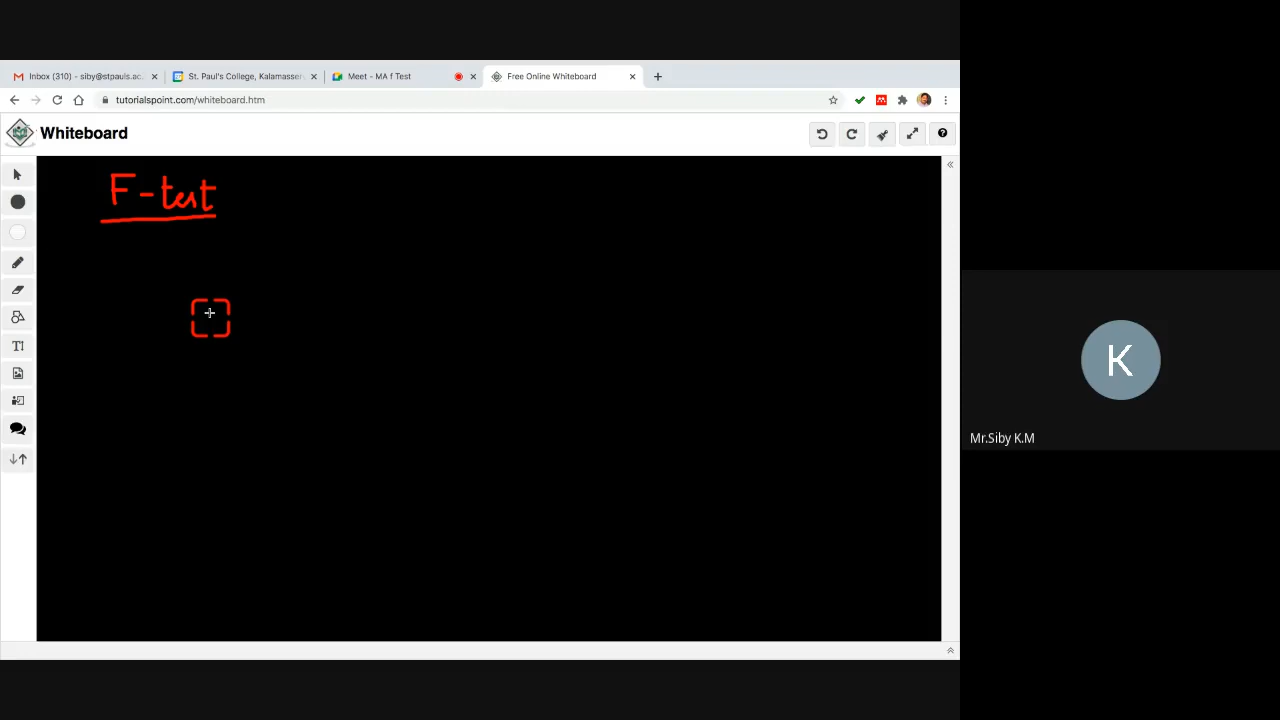 Inbox (310) - siby@stpauls.ac.
St. Paul's College, Kalamasser
Meet - MA f Test
Free Online Whiteboard
tutorialspoint.com/whiteboard.htm
Whiteboard
F - test
K
Mr.Siby K.M